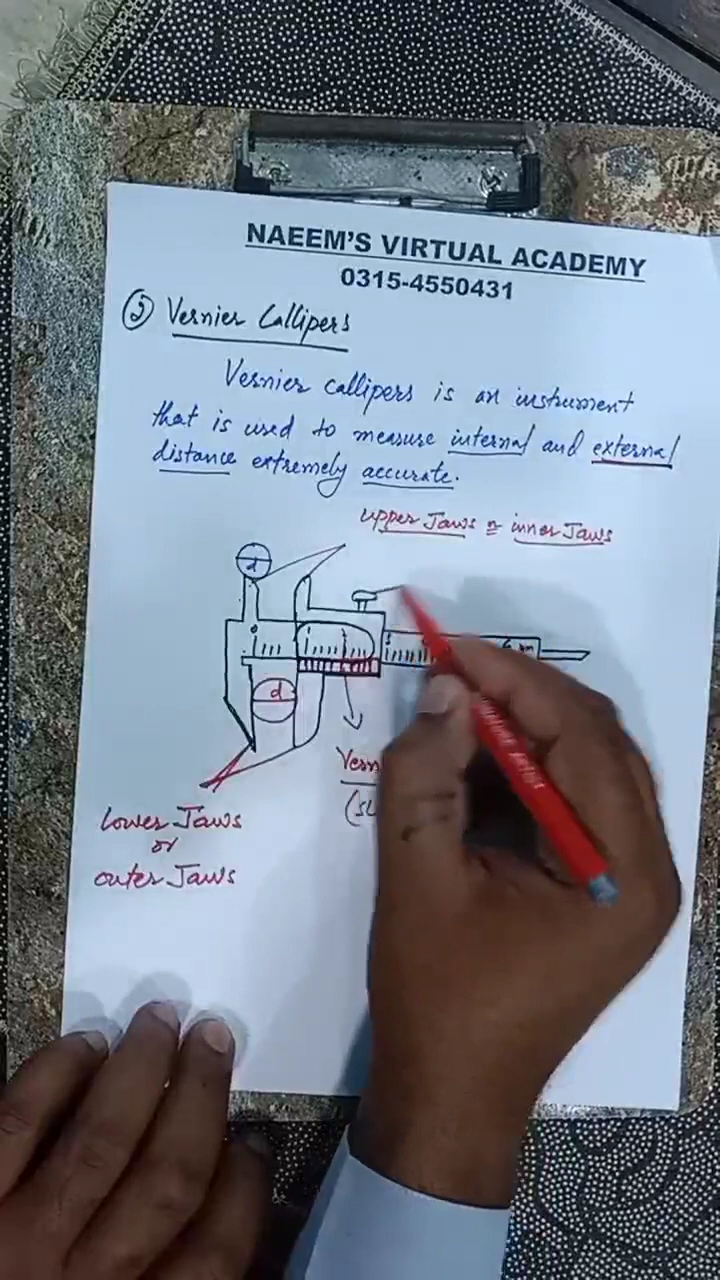 NAEEM'S VIRTUAL ACADEMY
0315-4550431
③ Vernier Callipers
Vernier callipers is an instrument
that is used to measure internal and external
distance extremely accurate.
upper Jaws or inner Jaws
d
d
Lower Jaws
or
outer Jaws